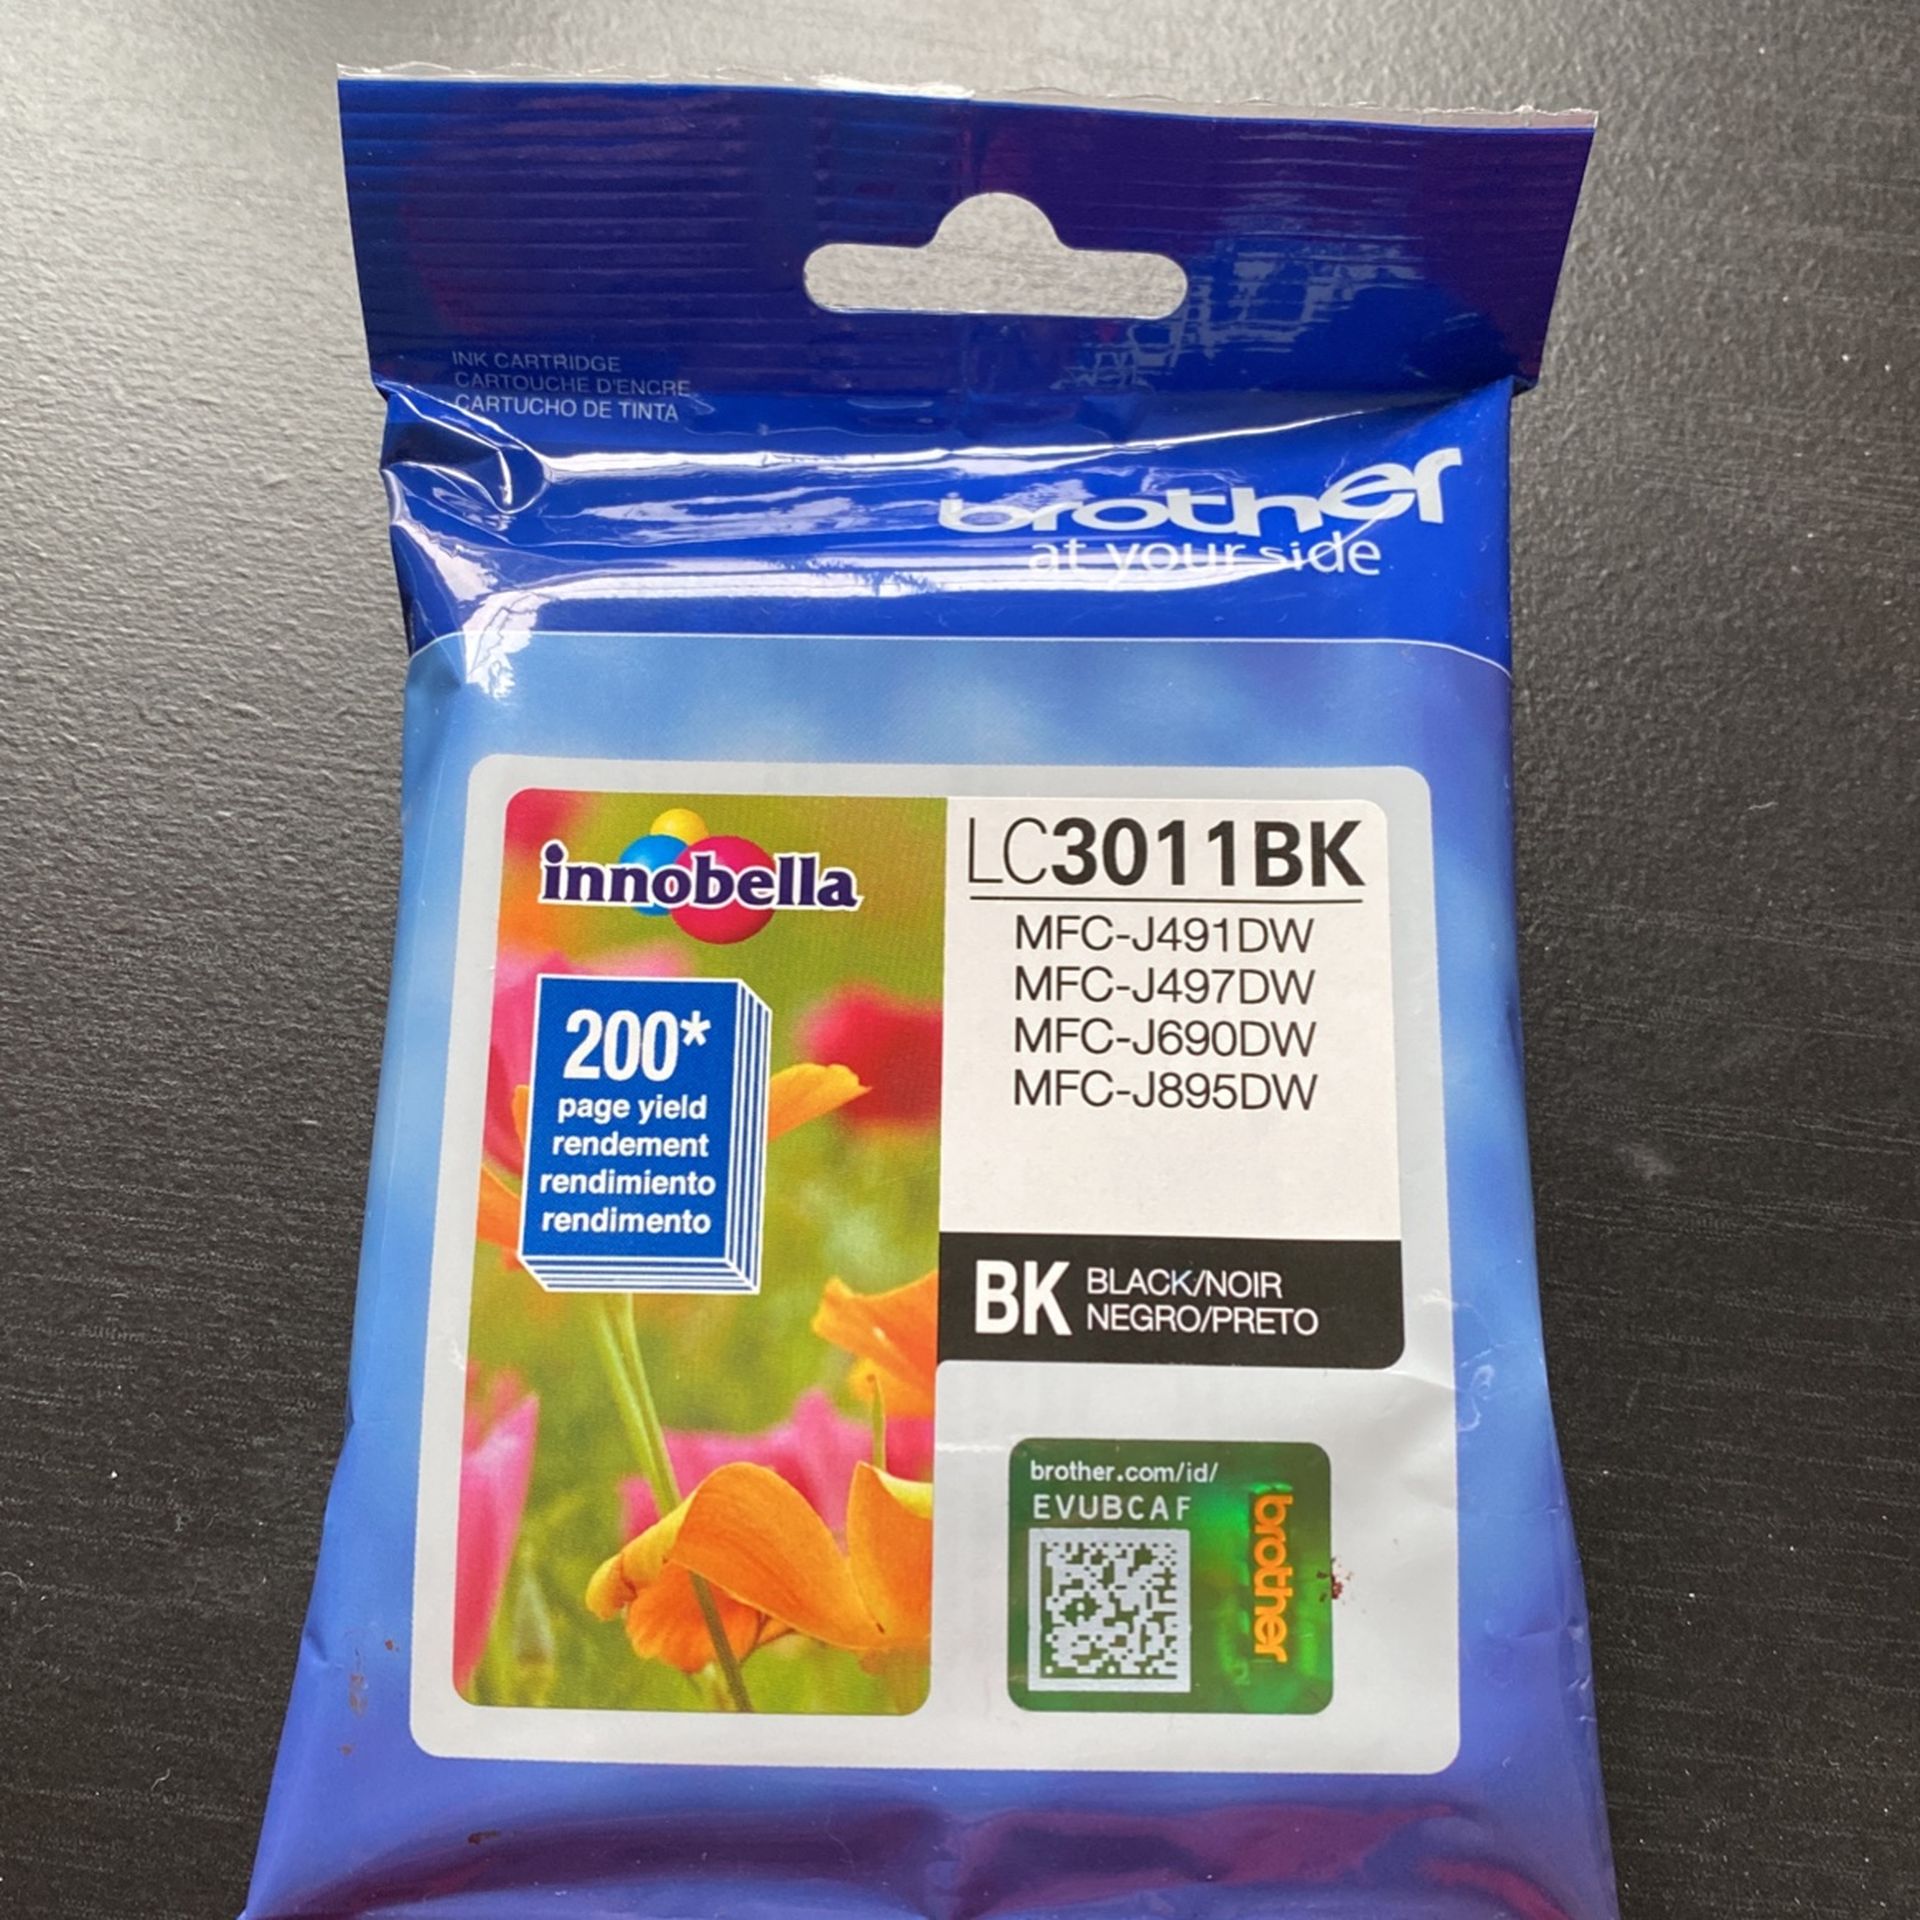 INK CARTRIDGE
CARTOUCHE D'ENCRE
CARTUCHO DE TINTA
brother
at your side
innobella
200*
page yield
rendement
rendimiento
rendimento
LC3011BK
MFC-J491DW
MFC-J497DW
MFC-J690DW
MFC-J895DW
BK
BLACK/NOIR
NEGRO/PRETO
brother.com/id/
EVUBCAF
brother